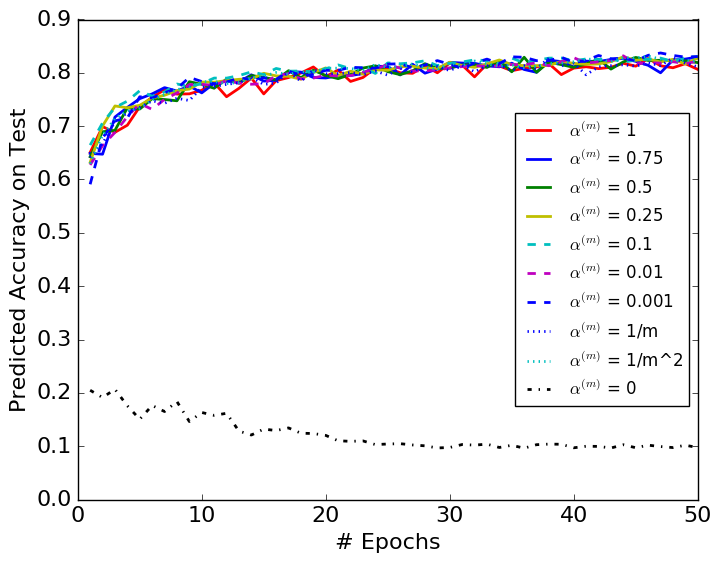 0.9
0.8
0.7
0.6
0.5
0.4
0.3
0.2
0.1
0.0
Predicted Accuracy on Test
α^(m) = 1
α^(m) = 0.75
α^(m) = 0.5
α^(m) = 0.25
α^(m) = 0.1
α^(m) = 0.01
α^(m) = 0.001
α^(m) = 1/m
α^(m) = 1/m^2
α^(m) = 0
0 10 20 30 40 50
# Epochs